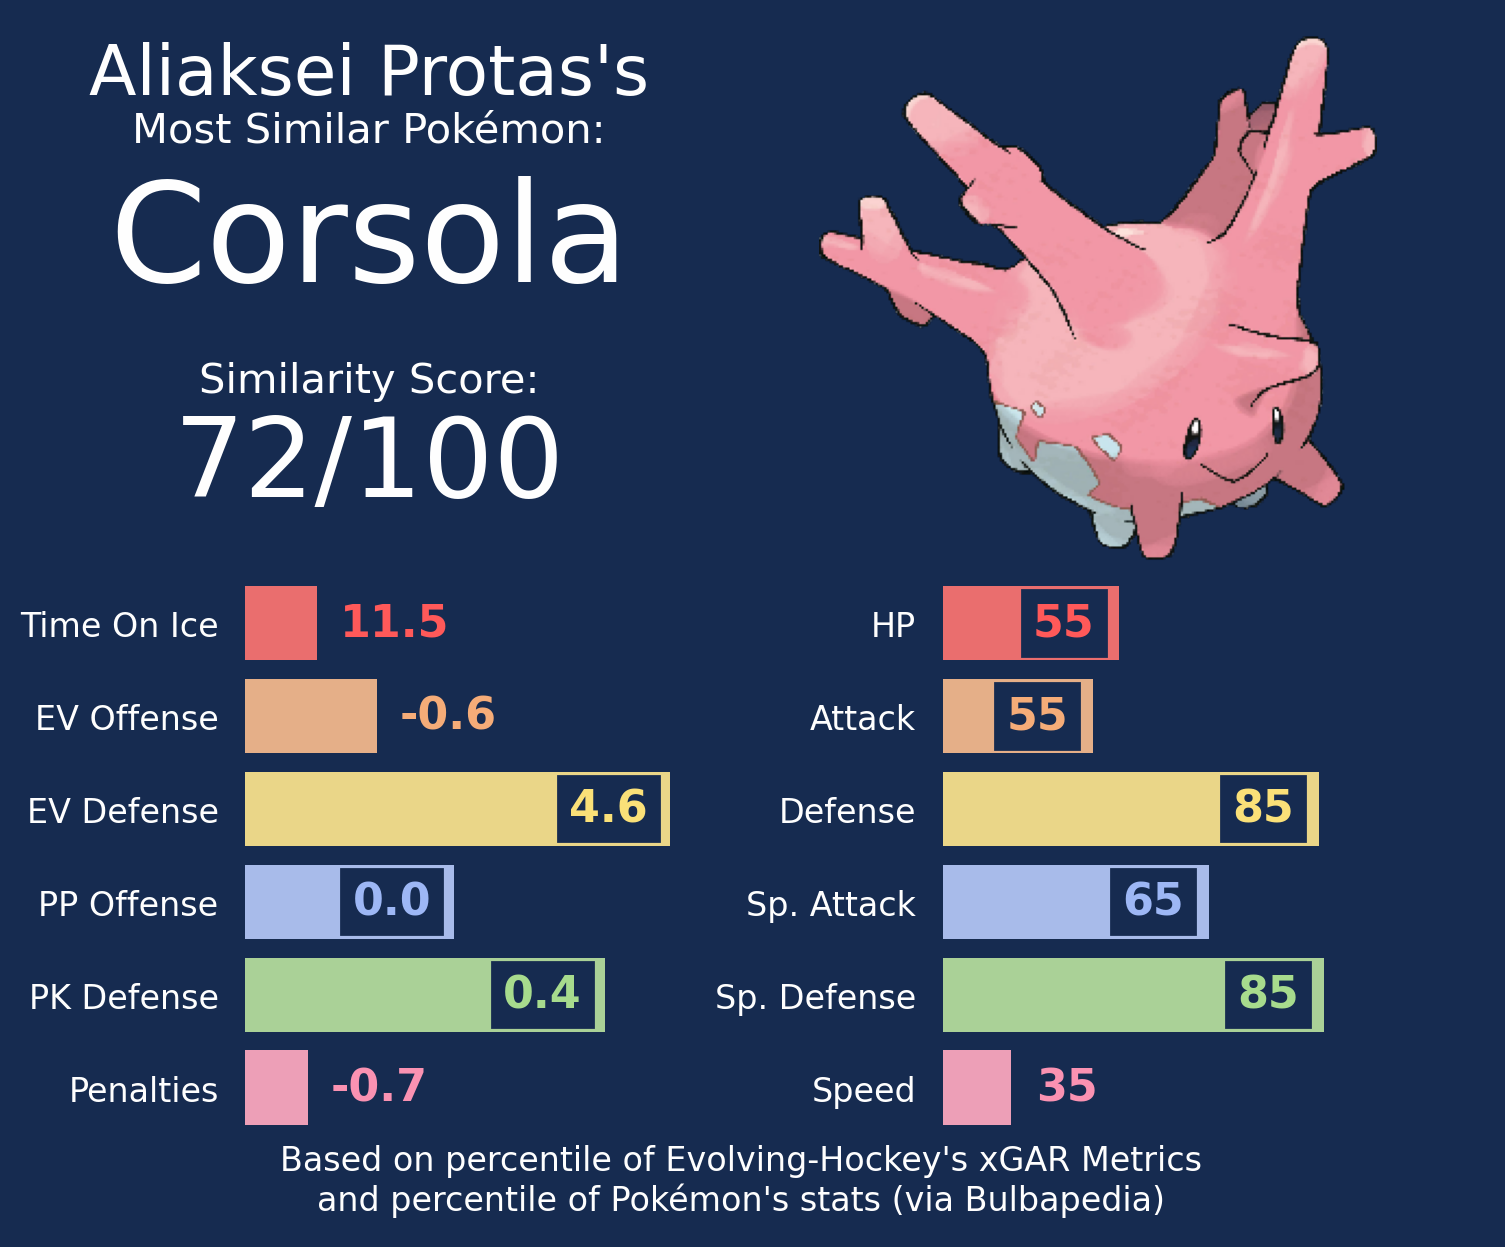 Aliaksei Protas's
Most Similar Pokémon:
Corsola
Similarity Score:
72/100
Time On Ice 11.5
EV Offense -0.6
EV Defense 4.6
PP Offense 0.0
PK Defense 0.4
Penalties -0.7
HP 55
Attack 55
Defense 85
Sp. Attack 65
Sp. Defense 85
Speed 35
Based on percentile of Evolving-Hockey's xGAR Metrics
and percentile of Pokémon's stats (via Bulbapedia)